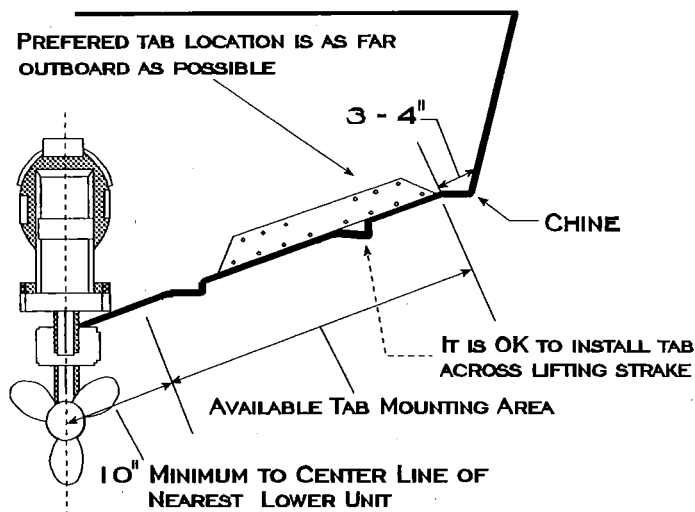 PREFERED TAB LOCATION IS AS FAR
OUTBOARD AS POSSIBLE
3 - 4"
CHINE
IT IS OK TO INSTALL TAB
ACROSS LIFTING STRAKE
AVAILABLE TAB MOUNTING AREA
10" MINIMUM TO CENTER LINE OF
NEAREST LOWER UNIT